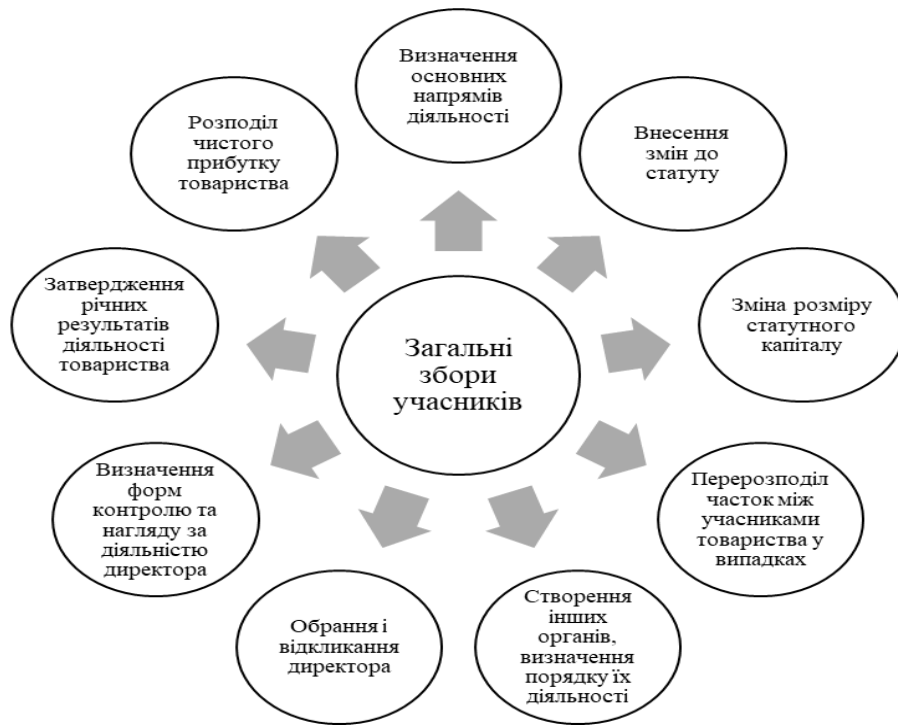 Визначення
основних
напрямів
діяльності
Внесення
змін до
статуту
Зміна розміру
статутного
капіталу
Перерозподіл
часток між
учасниками
товариства у
випадках
Створення
інших
органів,
визначення
порядку їх
діяльності
Обрання і
відкликання
директора
Визначення
форм
контролю та
нагляду за
діяльністю
директора
Затвердження
річних
результатів
діяльності
товариства
Розподіл
чистого
прибутку
товариства
Загальні
збори
учасників